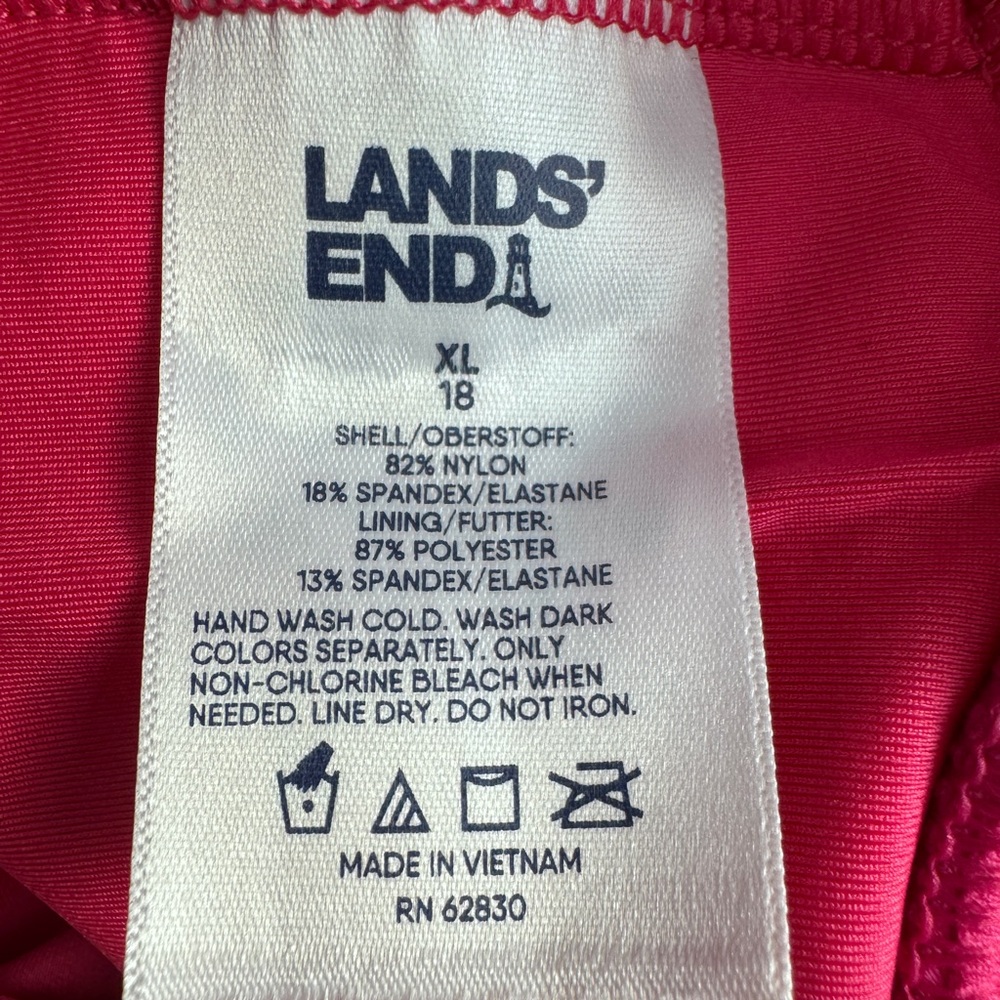 LANDS'
END
XL
18
SHELL/OBERSTOFF:
82% NYLON
18% SPANDEX/ELASTANE
LINING/FUTTER:
87% POLYESTER
13% SPANDEX/ELASTANE
HAND WASH COLD. WASH DARK
COLORS SEPARATELY. ONLY
NON-CHLORINE BLEACH WHEN
NEEDED. LINE DRY. DO NOT IRON.
MADE IN VIETNAM
RN 62830